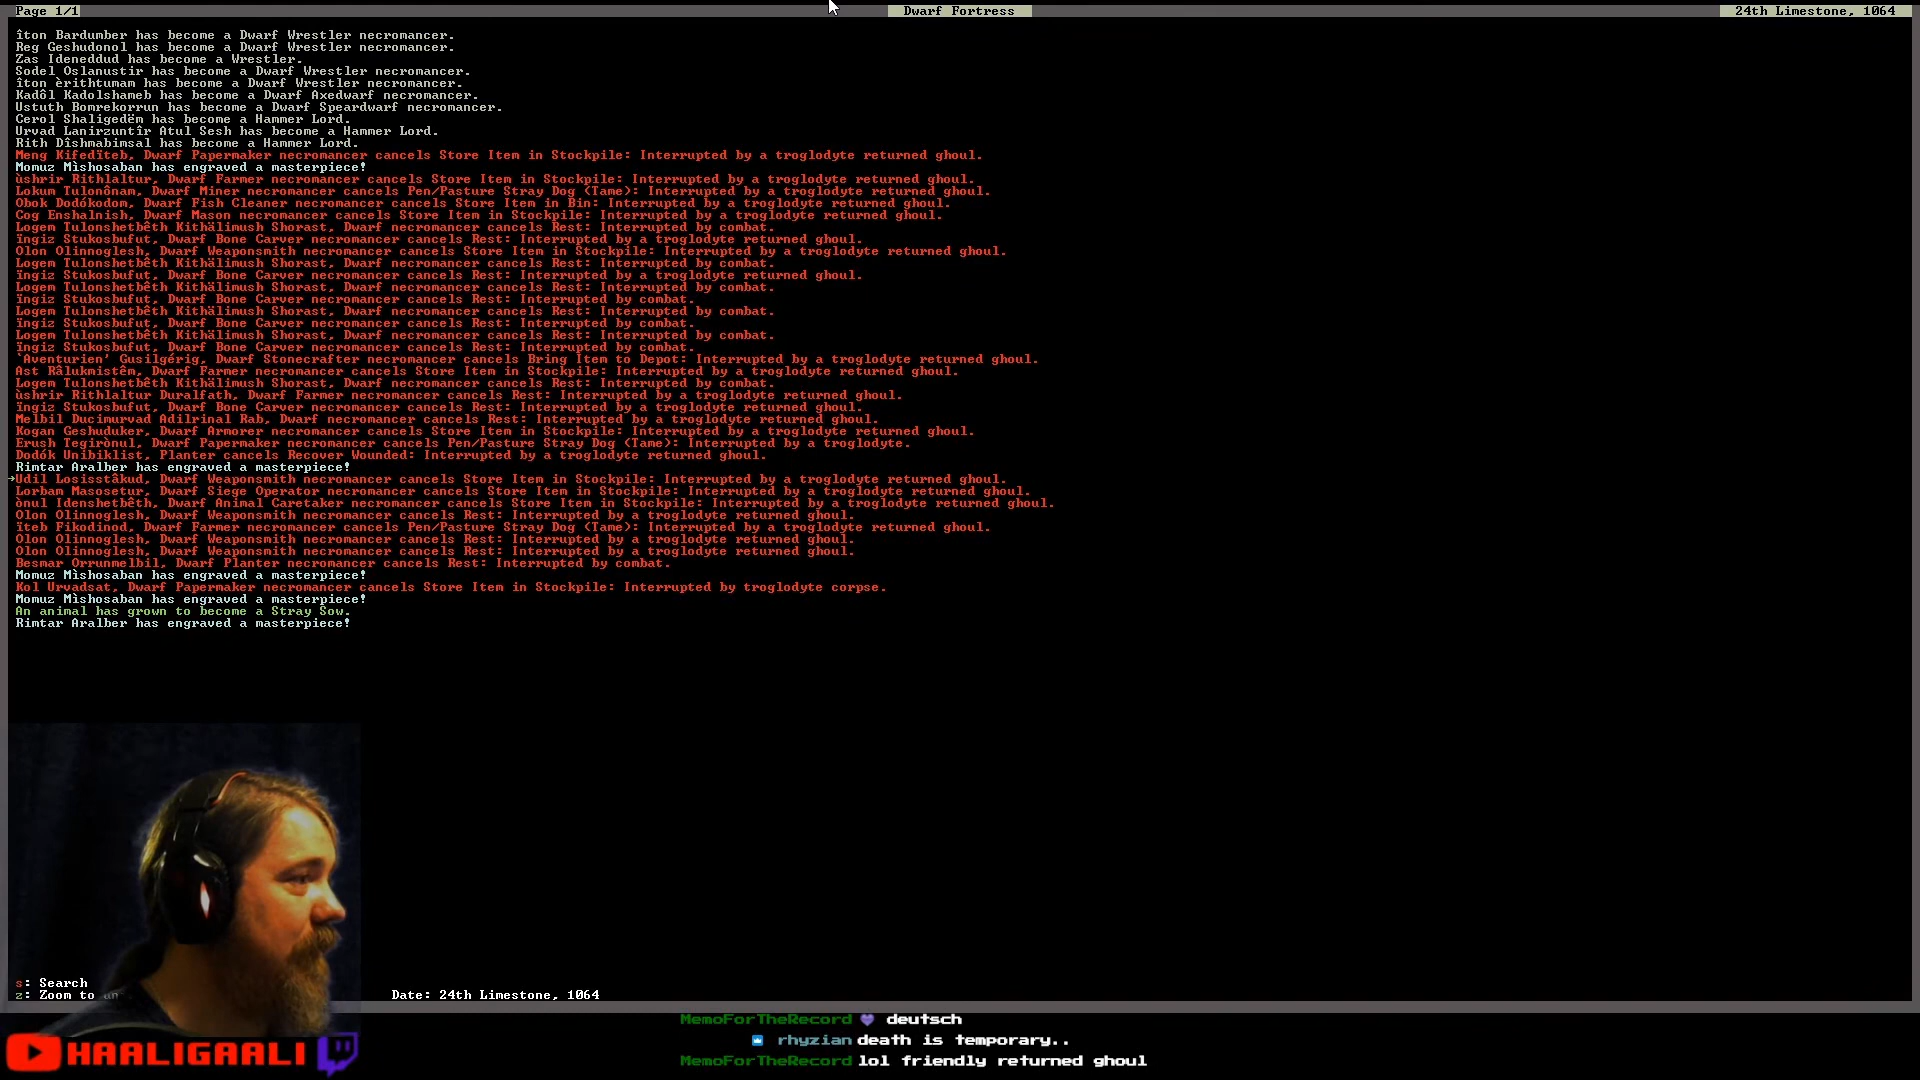 Page 1/1
Dwarf Fortress
24th Limestone, 1064
îton Bardumber has become a Dwarf Wrestler necromancer.
Reg Geshudonol has become a Dwarf Wrestler necromancer.
Zas Ideneddud has become a Wrestler.
Sodel Oslanustir has become a Dwarf Wrestler necromancer.
îton èrithtumam has become a Dwarf Wrestler necromancer.
Kadôl Kadolshameb has become a Dwarf Axedwarf necromancer.
Ustuth Bomrekorrun has become a Dwarf Speardwarf necromancer.
Cerol Shaligedëm has become a Hammer Lord.
Urvad Lanirzuntîr Atul Sesh has become a Hammer Lord.
Rith Dîshmabimsal has become a Hammer Lord.
Meng Kifedïteb, Dwarf Papermaker necromancer cancels Store Item in Stockpile: Interrupted by a troglodyte returned ghoul.
Momuz Mìshosaban has engraved a masterpiece!
ùshrir Rithlaltur, Dwarf Farmer necromancer cancels Store Item in Stockpile: Interrupted by a troglodyte returned ghoul.
Lokum Tulonônam, Dwarf Miner necromancer cancels Pen/Pasture Stray Dog (Tame): Interrupted by a troglodyte returned ghoul.
Obok Dodókodom, Dwarf Fish Cleaner necromancer cancels Store Item in Bin: Interrupted by a troglodyte returned ghoul.
Cog Enshalnish, Dwarf Mason necromancer cancels Store Item in Stockpile: Interrupted by a troglodyte returned ghoul.
Logem Tulonshetbêth Kithälimush Shorast, Dwarf necromancer cancels Rest: Interrupted by combat.
ïngiz Stukosbufut, Dwarf Bone Carver necromancer cancels Rest: Interrupted by a troglodyte returned ghoul.
Olon Olinnoglesh, Dwarf Weaponsmith necromancer cancels Store Item in Stockpile: Interrupted by a troglodyte returned ghoul.
Logem Tulonshetbêth Kithälimush Shorast, Dwarf necromancer cancels Rest: Interrupted by combat.
ïngiz Stukosbufut, Dwarf Bone Carver necromancer cancels Rest: Interrupted by a troglodyte returned ghoul.
Logem Tulonshetbêth Kithälimush Shorast, Dwarf necromancer cancels Rest: Interrupted by combat.
ïngiz Stukosbufut, Dwarf Bone Carver necromancer cancels Rest: Interrupted by combat.
Logem Tulonshetbêth Kithälimush Shorast, Dwarf necromancer cancels Rest: Interrupted by combat.
ïngiz Stukosbufut, Dwarf Bone Carver necromancer cancels Rest: Interrupted by combat.
Logem Tulonshetbêth Kithälimush Shorast, Dwarf necromancer cancels Rest: Interrupted by combat.
ïngiz Stukosbufut, Dwarf Bone Carver necromancer cancels Rest: Interrupted by combat.
`Aventurien' Gusilgérig, Dwarf Stonecrafter necromancer cancels Bring Item to Depot: Interrupted by a troglodyte returned ghoul.
Ast Râlukmistêm, Dwarf Farmer necromancer cancels Store Item in Stockpile: Interrupted by a troglodyte returned ghoul.
Logem Tulonshetbêth Kithälimush Shorast, Dwarf necromancer cancels Rest: Interrupted by combat.
ùshrir Rithlaltur Duralfath, Dwarf Farmer necromancer cancels Rest: Interrupted by a troglodyte returned ghoul.
ïngiz Stukosbufut, Dwarf Bone Carver necromancer cancels Rest: Interrupted by a troglodyte returned ghoul.
Melbil Ducimurvad Adilrinal Rab, Dwarf necromancer cancels Rest: Interrupted by a troglodyte returned ghoul.
Kogan Geshuduker, Dwarf Armorer necromancer cancels Store Item in Stockpile: Interrupted by a troglodyte returned ghoul.
Erush Tegirònul, Dwarf Papermaker necromancer cancels Pen/Pasture Stray Dog (Tame): Interrupted by a troglodyte.
Dodók Unibiklist, Planter cancels Recover Wounded: Interrupted by a troglodyte returned ghoul.
Rimtar Aralber has engraved a masterpiece!
→Udil Losisstâkud, Dwarf Weaponsmith necromancer cancels Store Item in Stockpile: Interrupted by a troglodyte returned ghoul.
Lorbam Masosetur, Dwarf Siege Operator necromancer cancels Store Item in Stockpile: Interrupted by a troglodyte returned ghoul.
ònul Idenshetbêth, Dwarf Animal Caretaker necromancer cancels Store Item in Stockpile: Interrupted by a troglodyte returned ghoul.
Olon Olinnoglesh, Dwarf Weaponsmith necromancer cancels Rest: Interrupted by a troglodyte returned ghoul.
ïteb Fikodinod, Dwarf Farmer necromancer cancels Pen/Pasture Stray Dog (Tame): Interrupted by a troglodyte returned ghoul.
Olon Olinnoglesh, Dwarf Weaponsmith necromancer cancels Rest: Interrupted by a troglodyte returned ghoul.
Olon Olinnoglesh, Dwarf Weaponsmith necromancer cancels Rest: Interrupted by a troglodyte returned ghoul.
Besmar Orrunmelbil, Dwarf Planter necromancer cancels Rest: Interrupted by combat.
Momuz Mìshosaban has engraved a masterpiece!
Kol Urvadsat, Dwarf Papermaker necromancer cancels Store Item in Stockpile: Interrupted by troglodyte corpse.
Momuz Mìshosaban has engraved a masterpiece!
An animal has grown to become a Stray Sow.
Rimtar Aralber has engraved a masterpiece!
s: Search
z: Zoom to an
Date: 24th Limestone, 1064
MemoForTheRecord 💜 deutsch
rhyzian death is temporary..
MemoForTheRecord lol friendly returned ghoul
HAALIGAALI